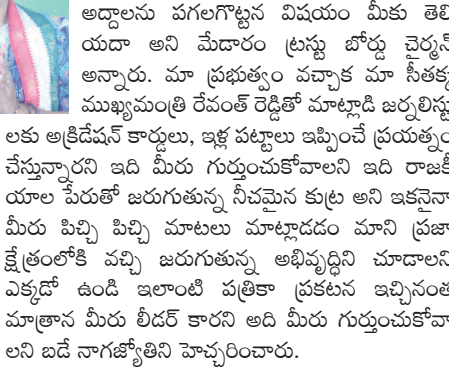 అద్దాలను పగలగొట్టన విషయం మీకు తెలి
యదా అని మేడారం ట్రస్టు బోర్డు చైర్మన్
అన్నారు. మా ప్రభుత్వం వచ్చాక మా సీతక్క
ముఖ్యమంత్రి రేవంత్ రెడ్డితో మాట్లాడి జర్నలిస్టు
లకు అక్రిడేషన్ కార్డులు, ఇళ్ల పట్టాలు ఇప్పించే ప్రయత్నం
చేస్తున్నారని ఇది మీరు గుర్తుంచుకోవాలని ఇది రాజకీ
యాల పేరుతో జరుగుతున్న నీచమైన కుట్ర అని ఇకనైనా
మీరు పిచ్చి పిచ్చి మాటలు మాట్లాడడం మాని ప్రజా
క్షేత్రంలోకి వచ్చి జరుగుతున్న అభివృద్ధిని చూడాలని
ఎక్కడో ఉండి ఇలాంటి పత్రికా ప్రకటన ఇచ్చినంత
మాత్రాన మీరు లీడర్ కారని అది మీరు గుర్తుంచుకోవా
లని బడే నాగజ్యోతిని హెచ్చరించారు.